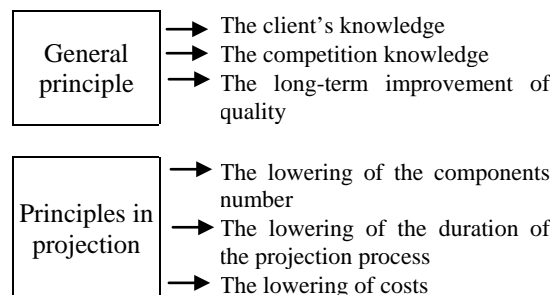 General
principle
The client's knowledge
The competition knowledge
The long-term improvement of
quality
Principles in
projection
The lowering of the components
number
The lowering of the duration of
the projection process
The lowering of costs